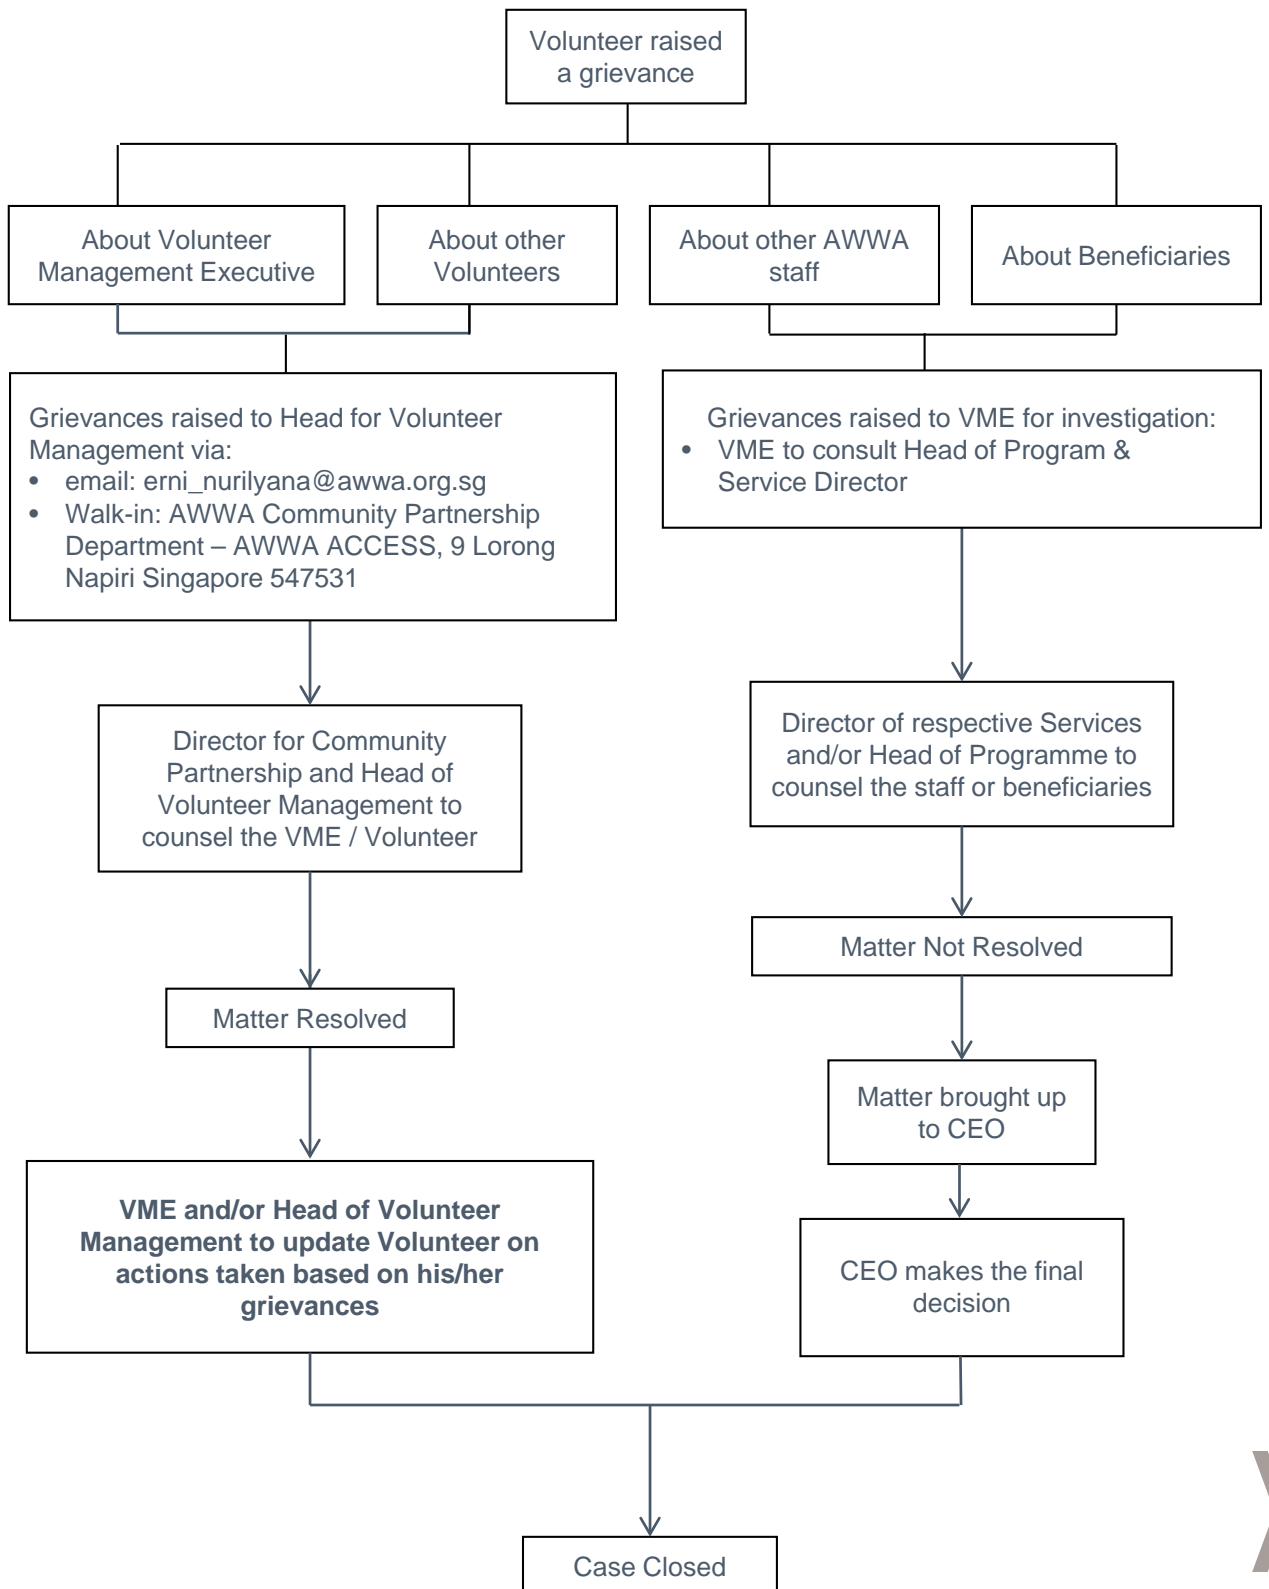 Volunteer raised
a grievance
About Volunteer
Management Executive
About other
Volunteers
About other AWWA
staff
About Beneficiaries
Grievances raised to Head for Volunteer
Management via:
• email: erni_nurilyana@awwa.org.sg
• Walk-in: AWWA Community Partnership
Department – AWWA ACCESS, 9 Lorong
Napiri Singapore 547531
Grievances raised to VME for investigation:
• VME to consult Head of Program &
Service Director
Director for Community
Partnership and Head of
Volunteer Management to
counsel the VME / Volunteer
Director of respective Services
and/or Head of Programme to
counsel the staff or beneficiaries
Matter Resolved
Matter Not Resolved
Matter brought up
to CEO
VME and/or Head of Volunteer
Management to update Volunteer on
actions taken based on his/her
grievances
CEO makes the final
decision
Case Closed